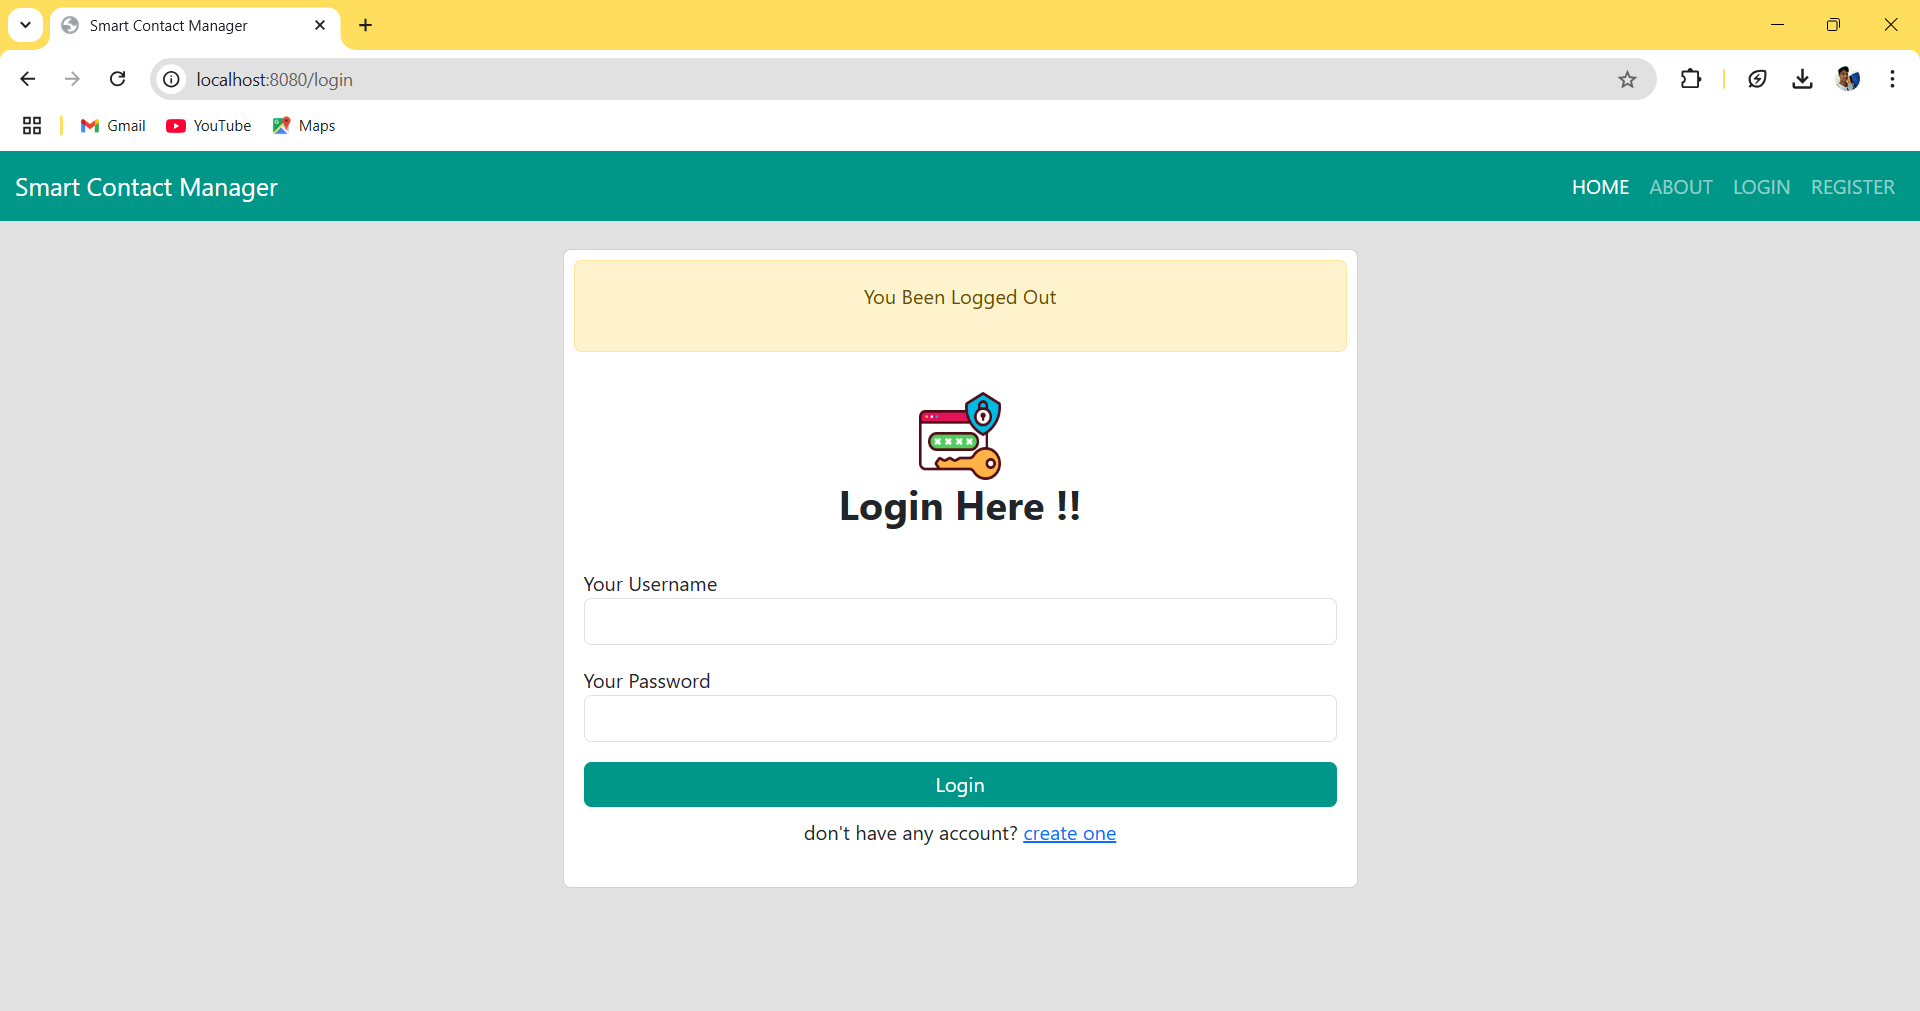 Smart Contact Manager
localhost:8080/login
Gmail YouTube Maps
Smart Contact Manager HOME ABOUT LOGIN REGISTER
You Been Logged Out
Login Here !!
Your Username
Your Password
Login
don't have any account? create one